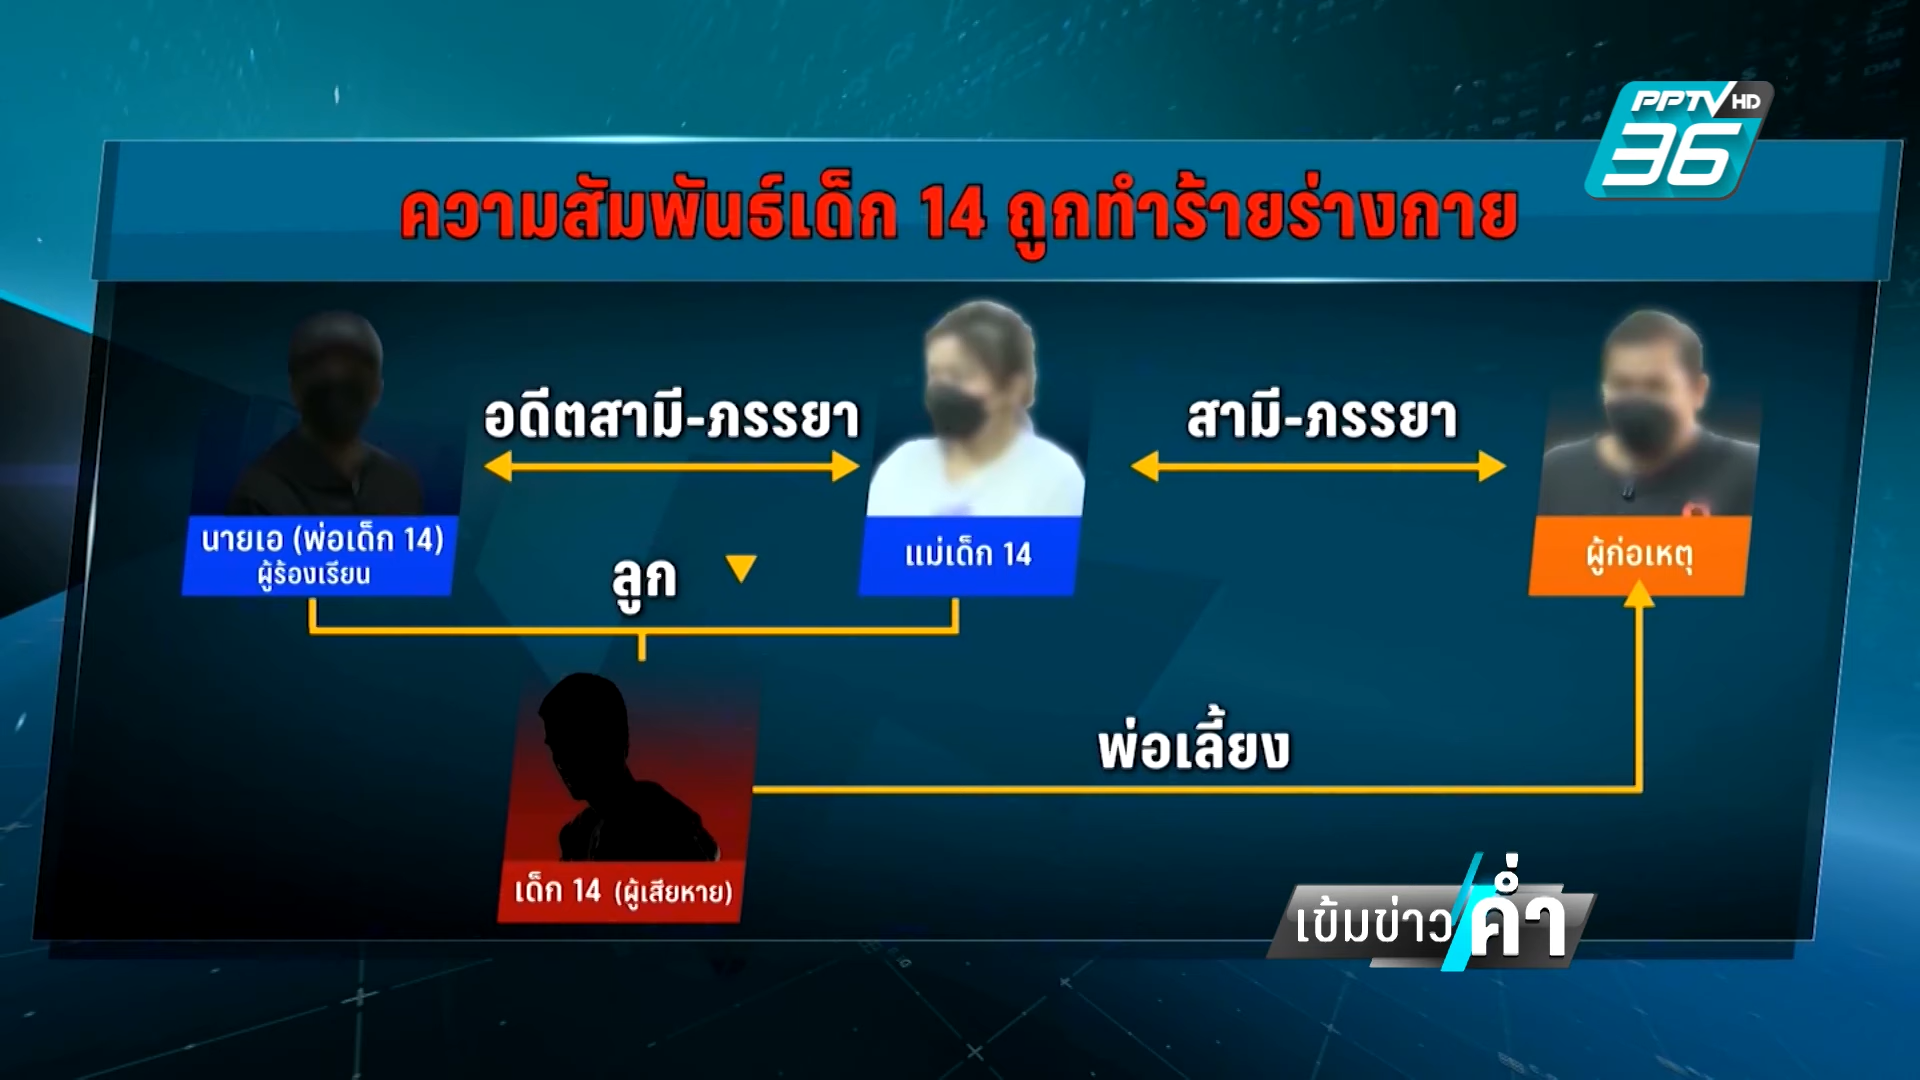 PPTV HD
36
ความสัมพันธ์เด็ก 14 ถูกทำร้ายร่างกาย
อดีตสามี-ภรรยา
สามี-ภรรยา
นายเอ (พ่อเด็ก 14)
ผู้ร้องเรียน
แม่เด็ก 14
ผู้ก่อเหตุ
ลูก
พ่อเลี้ยง
เด็ก 14 (ผู้เสียหาย)
เข้มข่าวค่ำ